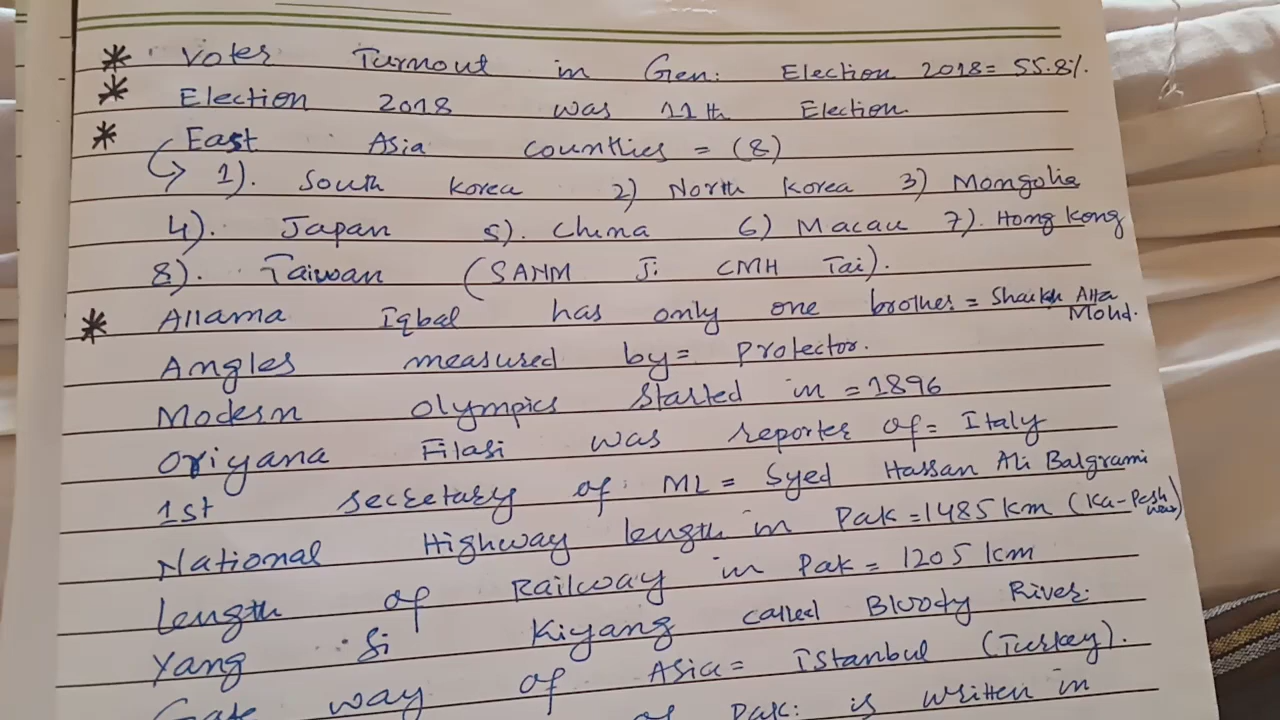 * Voter Turnout in Gen: Election 2018 = 55.8%.
* Election 2018 was 11th Election.
* East Asia countries = (8)
↳ 1). South Korea 2) North Korea 3) Mongolia
4). Japan 5). China 6) Macau 7). Hong Kong
8). Taiwan (SANM Ji CMH Tai).
* Allama Iqbal has only one brother = Shaikh Atta Mohd.
Angles measured by = Protector.
Modern Olympics started in = 1896
Oriyana Filasi was reporter of = Italy
1st secretary of ML = Syed Hassan Ali Balgrami
National Highway length in Pak = 1485 km (Ka-Peshwar)
Length of Railway in Pak = 1205 km
Yang Si Kiyang called Bloody River.
Gate way of Asia = Istanbul (Turkey).
of Pak: is written in